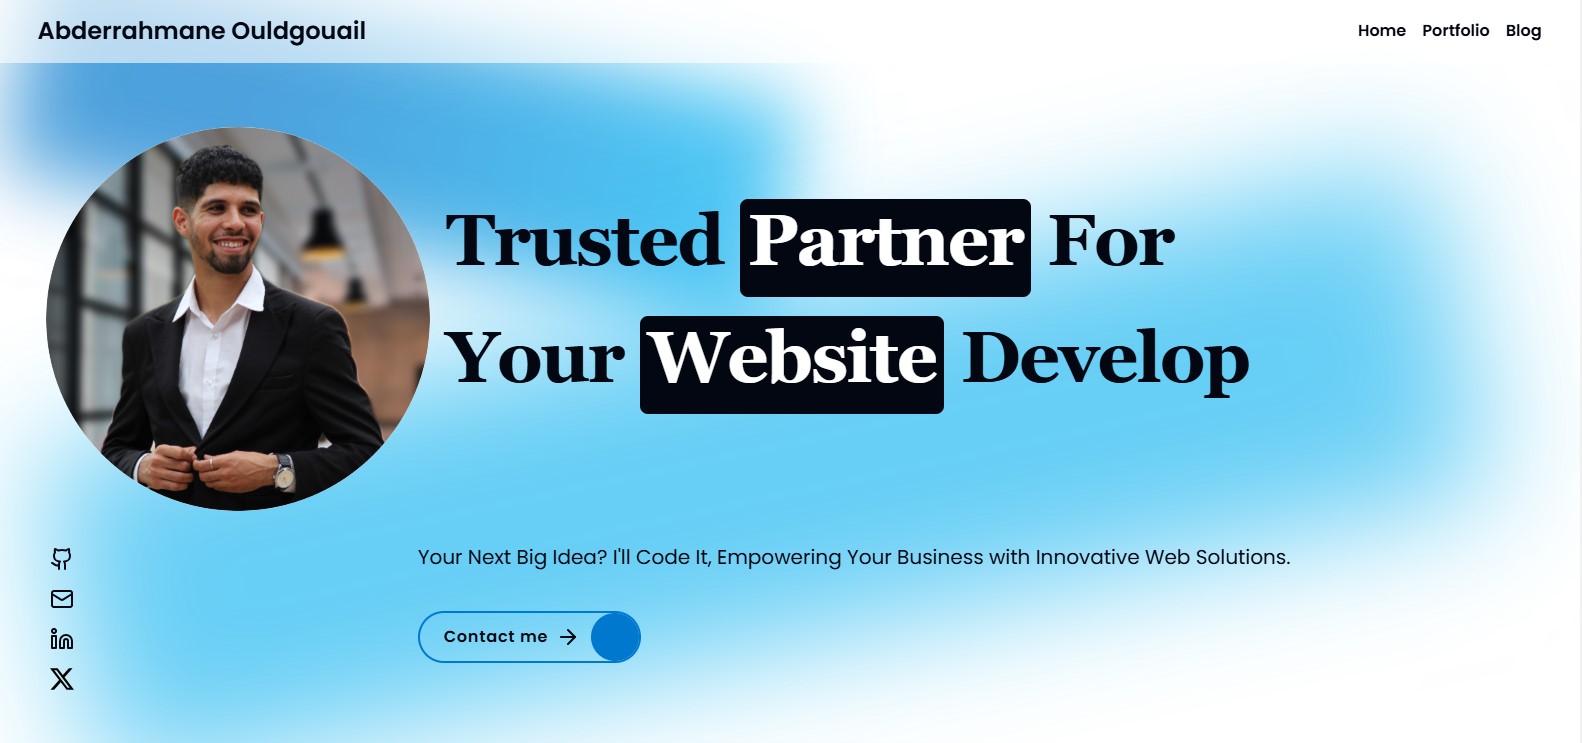 Abderrahmane Ouldgouail
Home Portfolio Blog
Trusted Partner For
Your Website Develop
Your Next Big Idea? I'll Code It, Empowering Your Business with Innovative Web Solutions.
Contact me